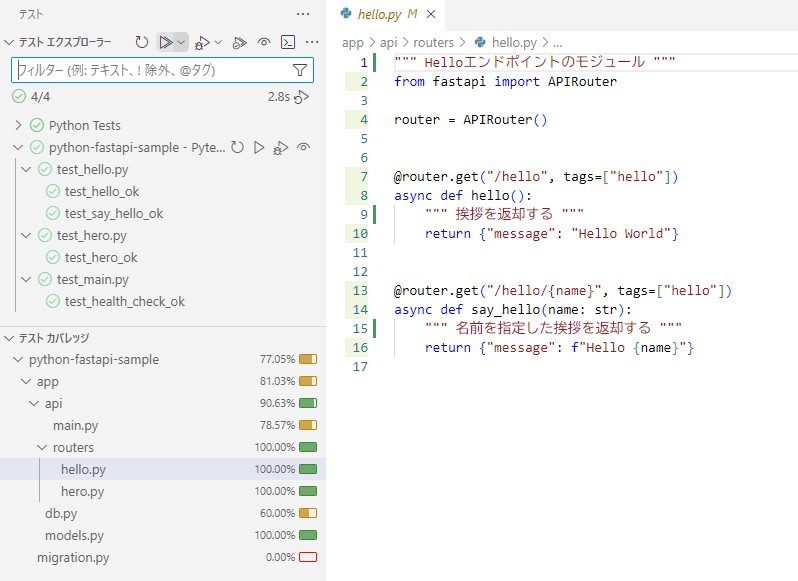 テスト
テスト エクスプローラー
フィルター (例: テキスト、! 除外、@タグ)
4/4
2.8s
Python Tests
python-fastapi-sample - Pyte...
test_hello.py
test_hello_ok
test_say_hello_ok
test_hero.py
test_hero_ok
test_main.py
test_health_check_ok
テスト カバレッジ
python-fastapi-sample 77.05%
app 81.03%
api 90.63%
main.py 78.57%
routers 100.00%
hello.py 100.00%
hero.py 100.00%
db.py 60.00%
models.py 100.00%
migration.py 0.00%
hello.py M
app > api > routers > hello.py > ...
1 """ Helloエンドポイントのモジュール """
2 from fastapi import APIRouter
3
4 router = APIRouter()
5
6
7 @router.get("/hello", tags=["hello"])
8 async def hello():
9 """ 挨拶を返却する """
10 return {"message": "Hello World"}
11
12
13 @router.get("/hello/{name}", tags=["hello"])
14 async def say_hello(name: str):
15 """ 名前を指定した挨拶を返却する """
16 return {"message": f"Hello {name}"}
17